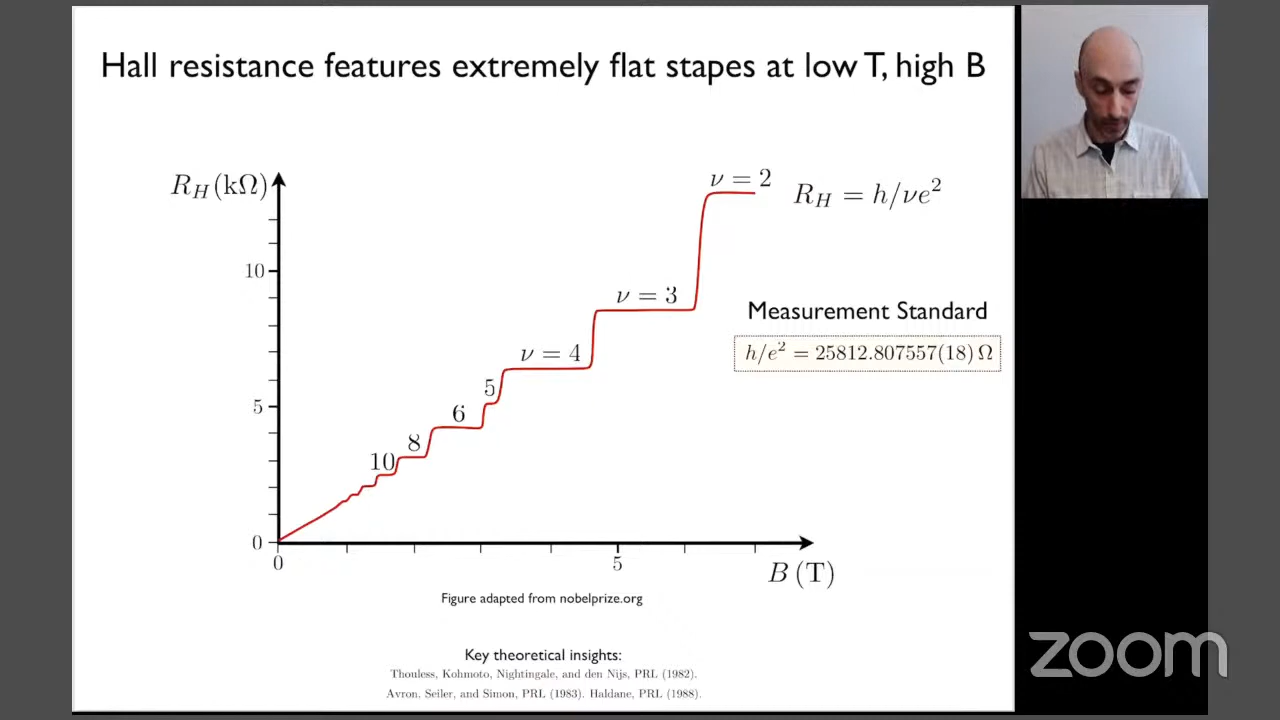 Hall resistance features extremely flat stapes at low T, high B
R_H (kΩ)
ν = 2
R_H = h/νe²
10
ν = 3
Measurement Standard
h/e² = 25812.807557(18) Ω
ν = 4
5
5
6
8
10
0
0
5
B (T)
Figure adapted from nobelprize.org
Key theoretical insights:
Thouless, Kohmoto, Nightingale, and den Nijs, PRL (1982).
Avron, Seiler, and Simon, PRL (1983). Haldane, PRL (1988).
zoom